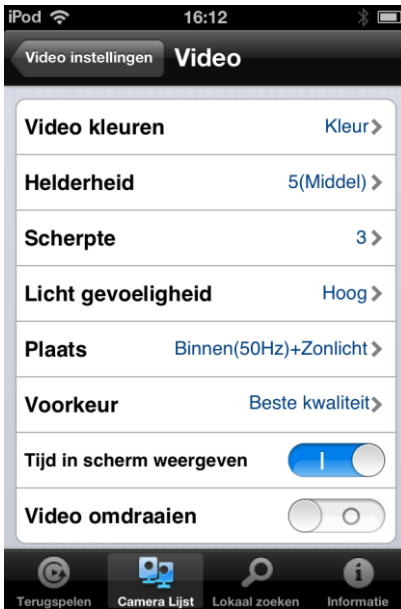 iPod 16:12
Video instellingen Video
Video kleuren Kleur
Helderheid 5(Middel)
Scherpte 3
Licht gevoeligheid Hoog
Plaats Binnen(50Hz)+Zonlicht
Voorkeur Beste kwaliteit
Tijd in scherm weergeven
Video omdraaien
Terugspelen Camera Lijst Lokaal zoeken Informatie